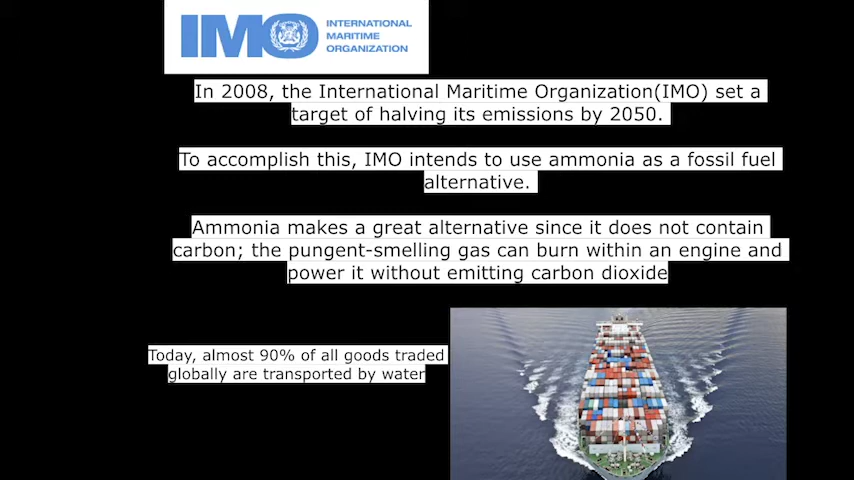 IMO
INTERNATIONAL
MARITIME
ORGANIZATION
In 2008, the International Maritime Organization(IMO) set a
target of halving its emissions by 2050.
To accomplish this, IMO intends to use ammonia as a fossil fuel
alternative.
Ammonia makes a great alternative since it does not contain
carbon; the pungent-smelling gas can burn within an engine and
power it without emitting carbon dioxide
Today, almost 90% of all goods traded
globally are transported by water